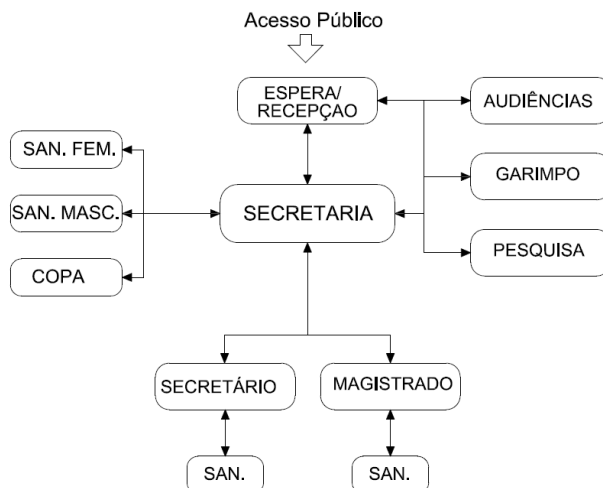 Acesso Público
ESPERA/
RECEPÇAO
AUDIÊNCIAS
SAN. FEM.
GARIMPO
SAN. MASC.
SECRETARIA
PESQUISA
COPA
SECRETÁRIO
MAGISTRADO
SAN.
SAN.